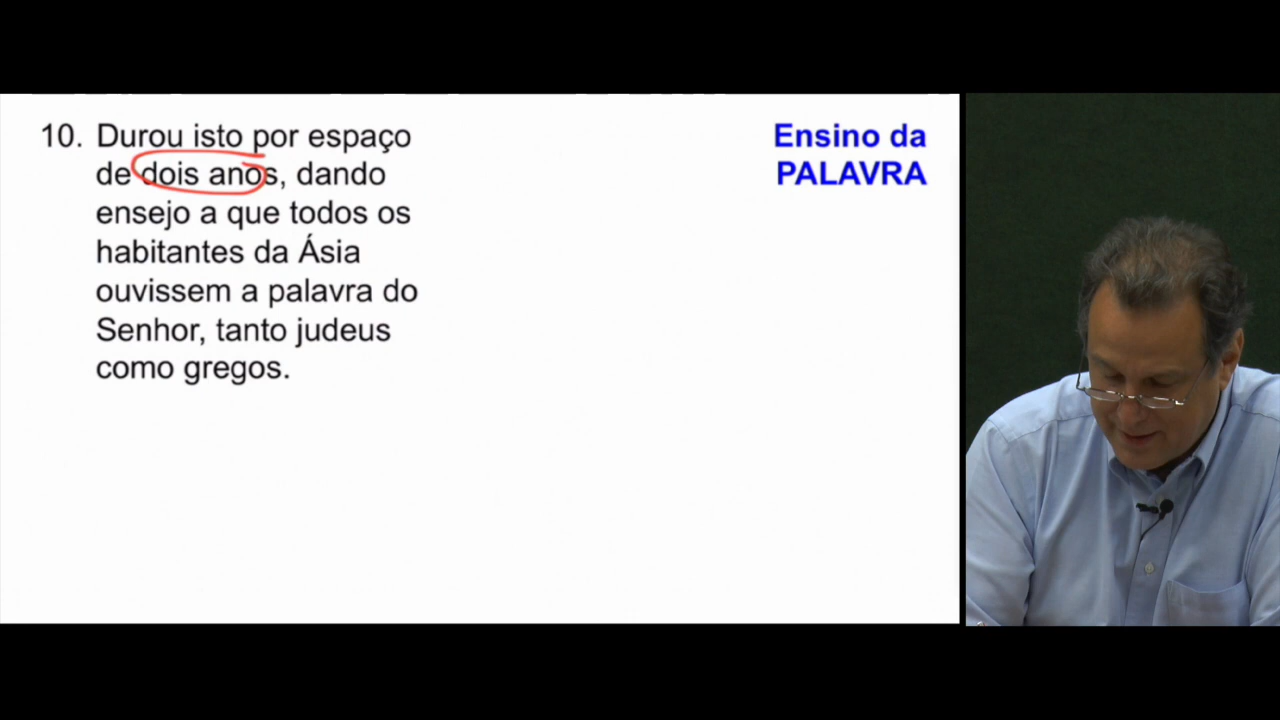 10. Durou isto por espaço
de dois anos, dando
ensejo a que todos os
habitantes da Ásia
ouvissem a palavra do
Senhor, tanto judeus
como gregos.
Ensino da
PALAVRA